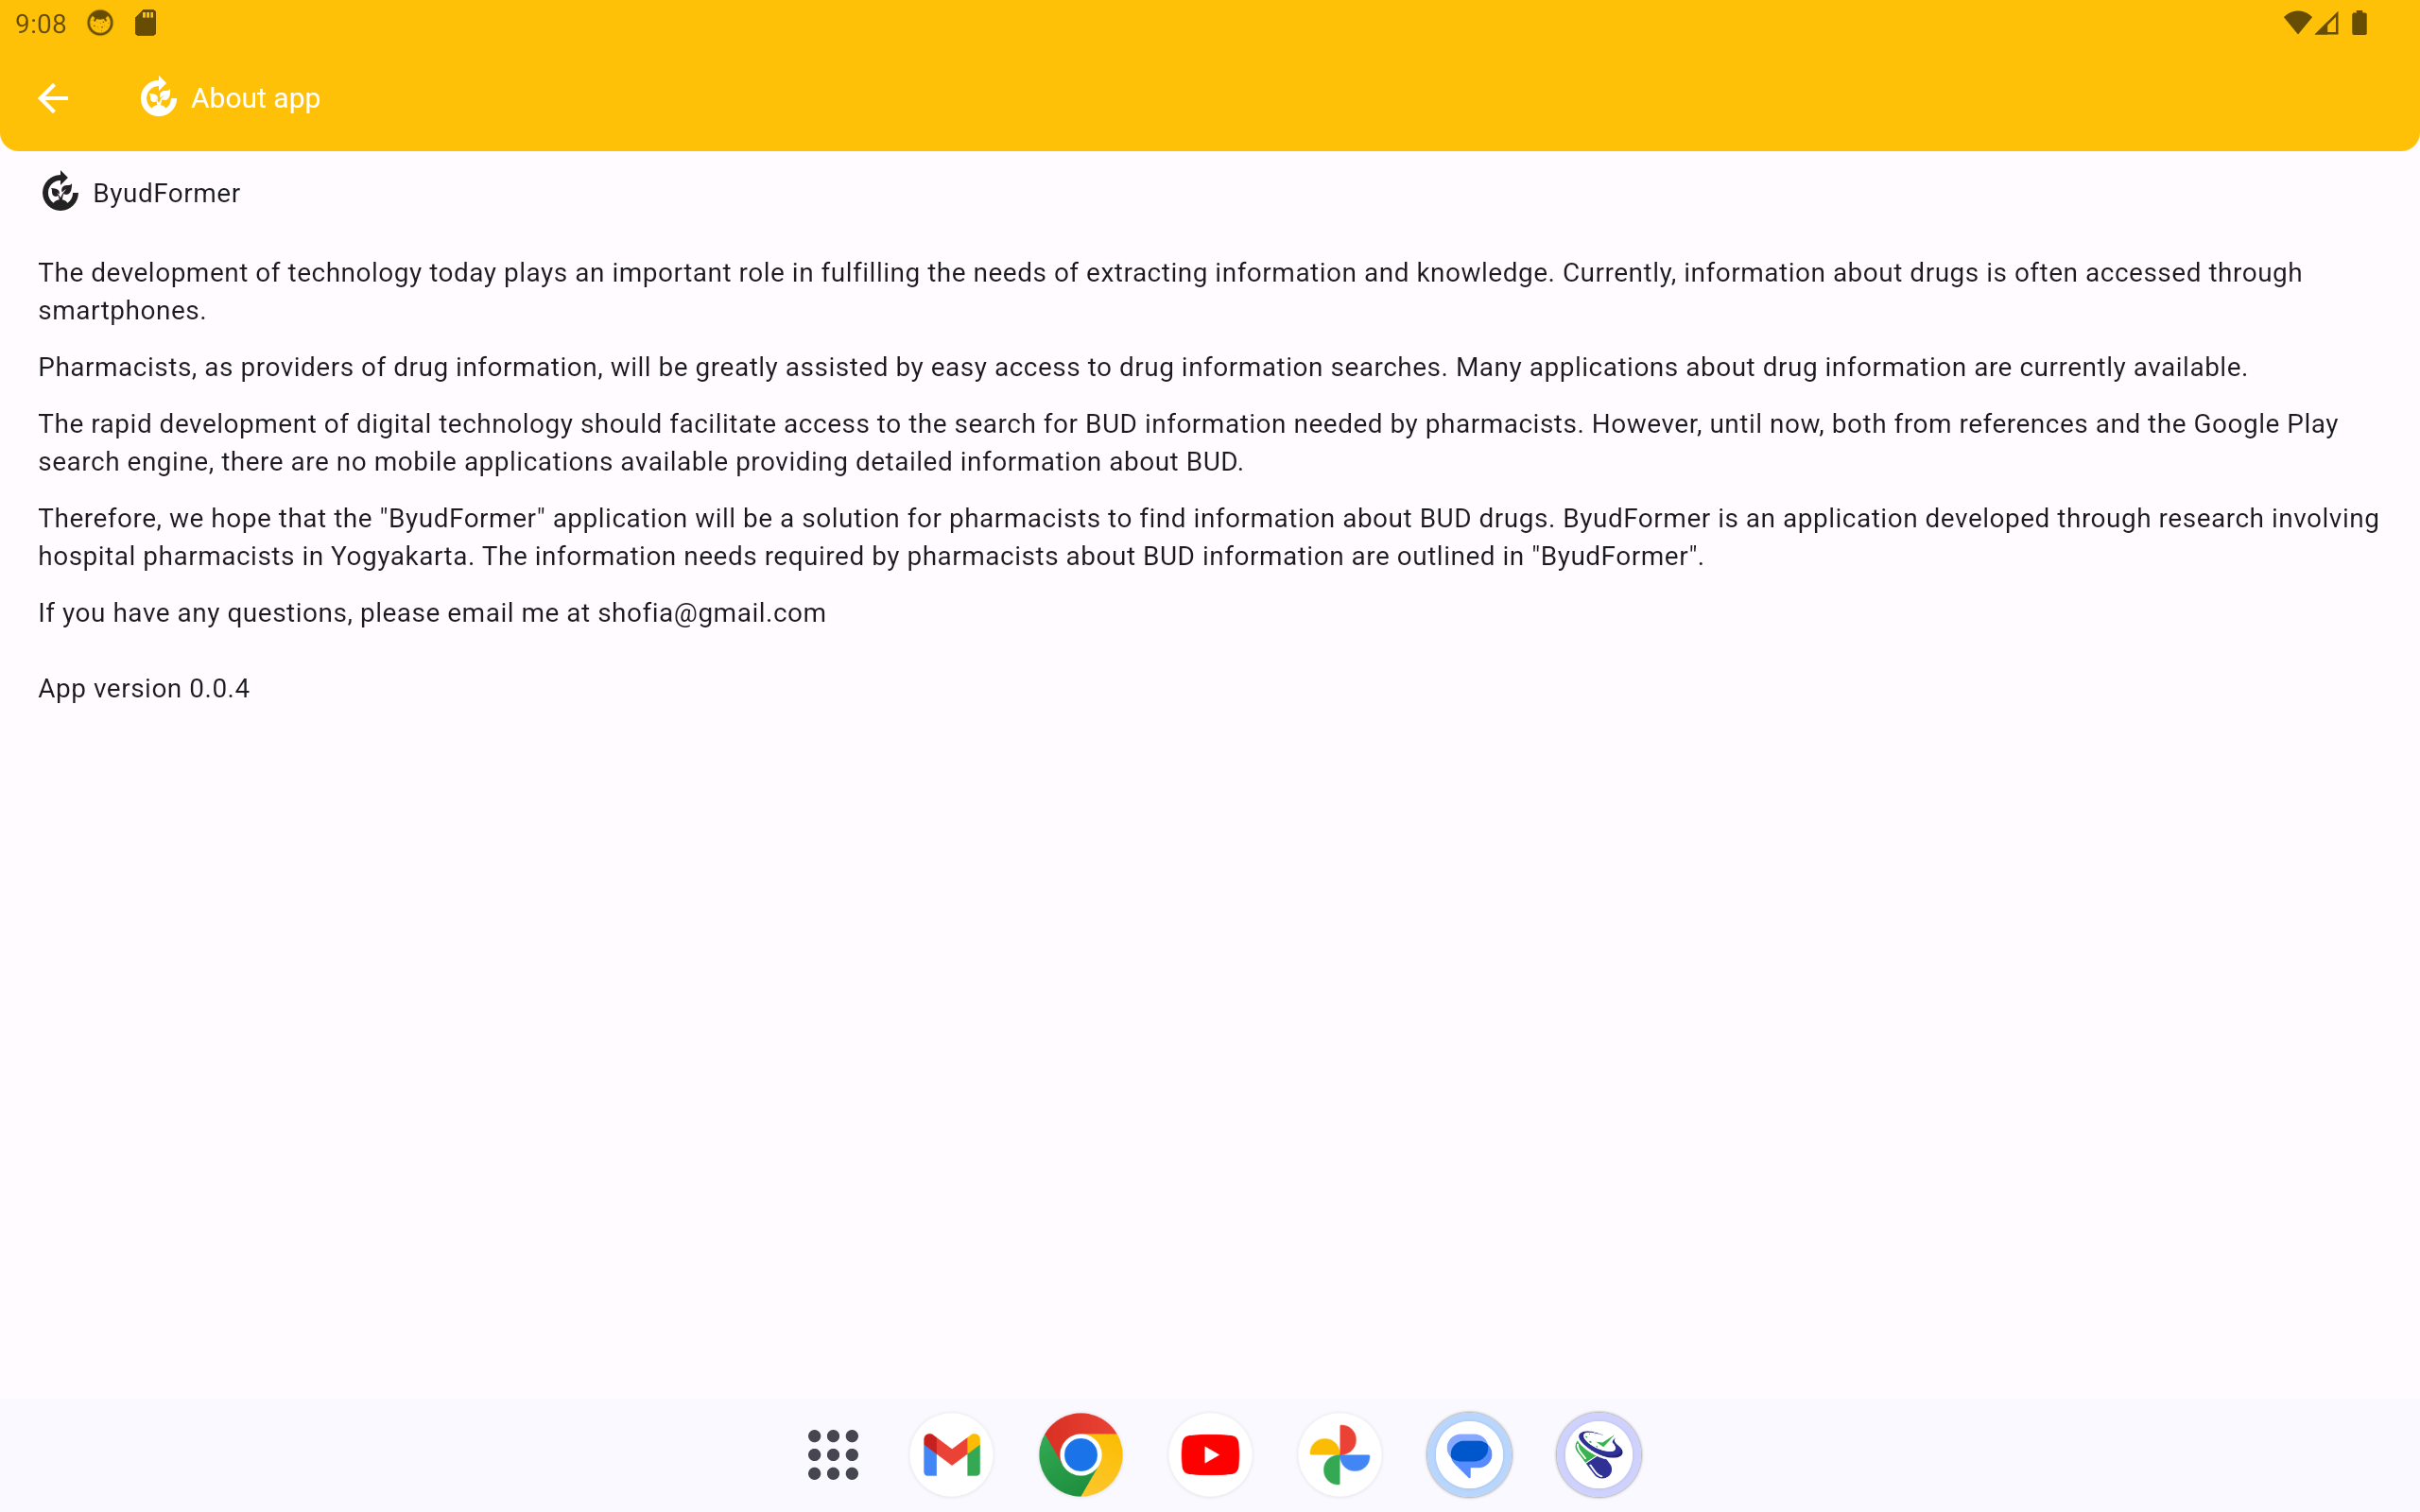 9:08
About app
ByudFormer
The development of technology today plays an important role in fulfilling the needs of extracting information and knowledge. Currently, information about drugs is often accessed through
smartphones.
Pharmacists, as providers of drug information, will be greatly assisted by easy access to drug information searches. Many applications about drug information are currently available.
The rapid development of digital technology should facilitate access to the search for BUD information needed by pharmacists. However, until now, both from references and the Google Play
search engine, there are no mobile applications available providing detailed information about BUD.
Therefore, we hope that the "ByudFormer" application will be a solution for pharmacists to find information about BUD drugs. ByudFormer is an application developed through research involving
hospital pharmacists in Yogyakarta. The information needs required by pharmacists about BUD information are outlined in "ByudFormer".
If you have any questions, please email me at shofia@gmail.com
App version 0.0.4